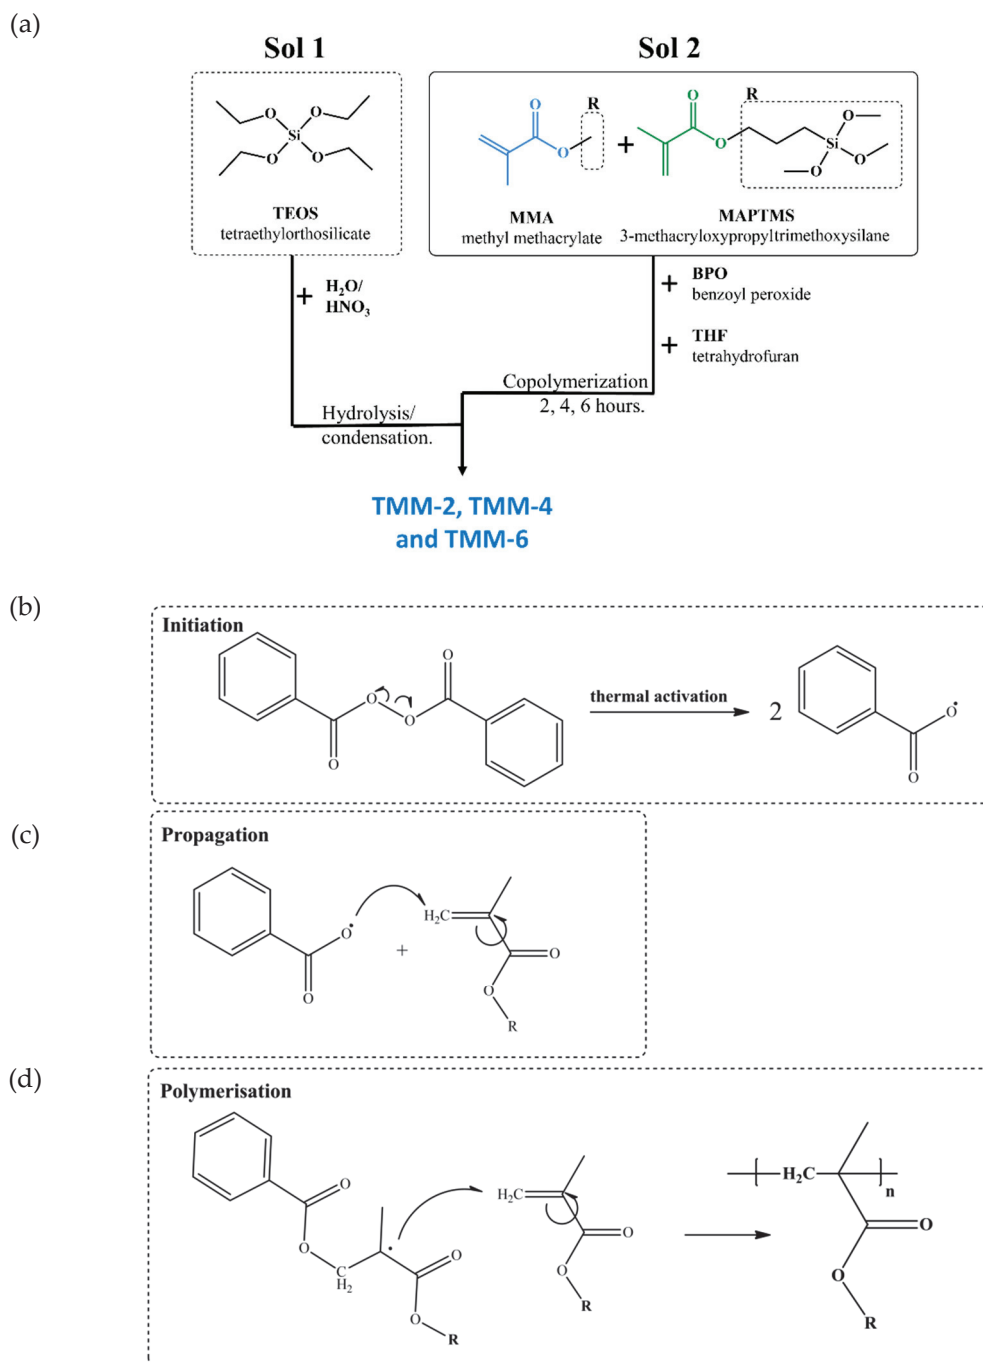 (a)
Sol 1
Sol 2
O
O
Si
O
O
TEOS
tetraethylorthosilicate
O
O
R
+
O
O
R
O
Si
O
O
MMA
methyl methacrylate
MAPTMS
3-methacryloxypropyltrimethoxysilane
+ H₂O/
HNO₃
+ BPO
benzoyl peroxide
+ THF
tetrahydrofuran
Copolymerization
2, 4, 6 hours.
Hydrolysis/
condensation.
TMM-2, TMM-4
and TMM-6
(b)
Initiation
O
O
O
O
thermal activation
2
O
O
(c)
Propagation
O
O
+
H₂C
O
O
R
(d)
Polymerisation
O
O
C
H₂
O
O
R
H₂C
O
O
R
H₂C
n
O
O
R